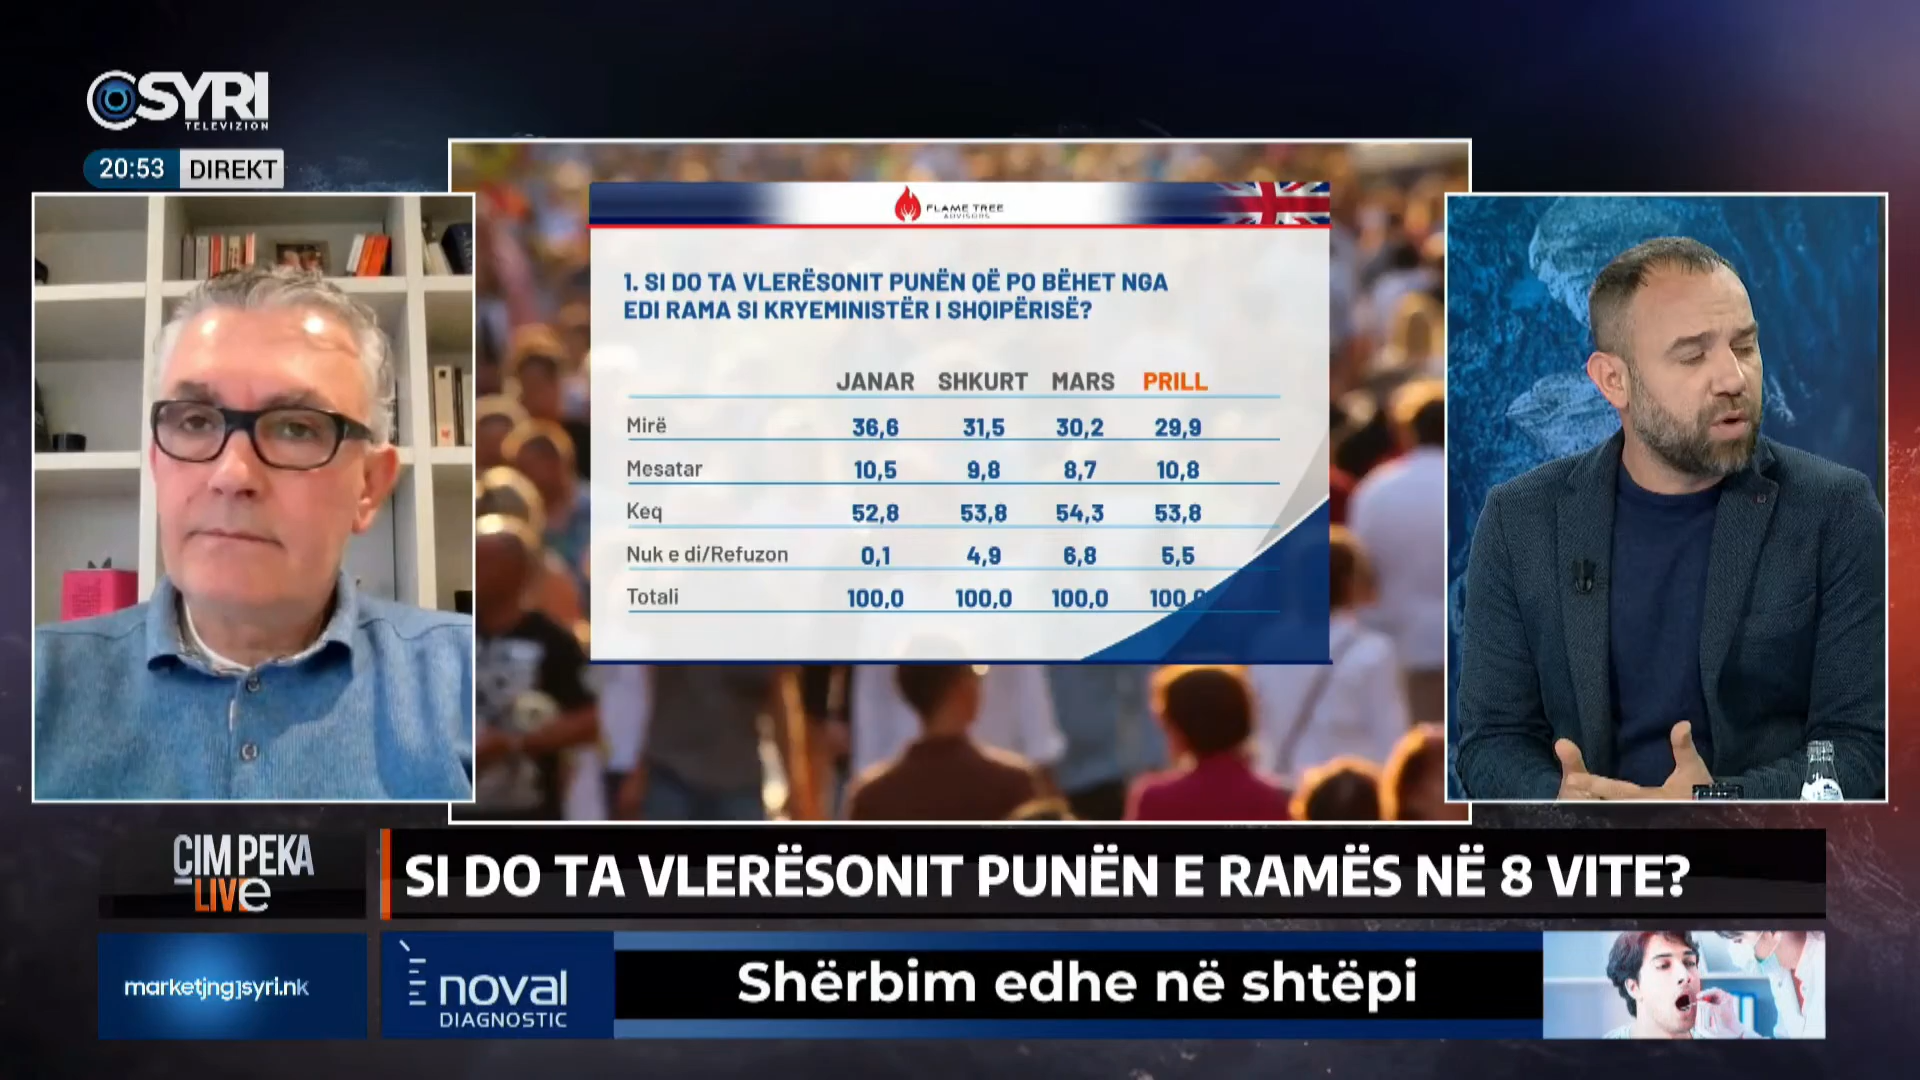 SYRI
TELEVIZION
20:53 DIREKT
FLAME TREE
ADVISORS
1. SI DO TA VLERËSONIT PUNËN QË PO BËHET NGA
EDI RAMA SI KRYEMINISTËR I SHQIPËRISË?
JANAR SHKURT MARS PRILL
Mirë 36,6 31,5 30,2 29,9
Mesatar 10,5 9,8 8,7 10,8
Keq 52,8 53,8 54,3 53,8
Nuk e di/Refuzon 0,1 4,9 6,8 5,5
Totali 100,0 100,0 100,0 100,0
ÇIM PEKA
LIVE
SI DO TA VLERËSONIT PUNËN E RAMËS NË 8 VITE?
noval
DIAGNOSTIC
Shërbim edhe në shtëpi